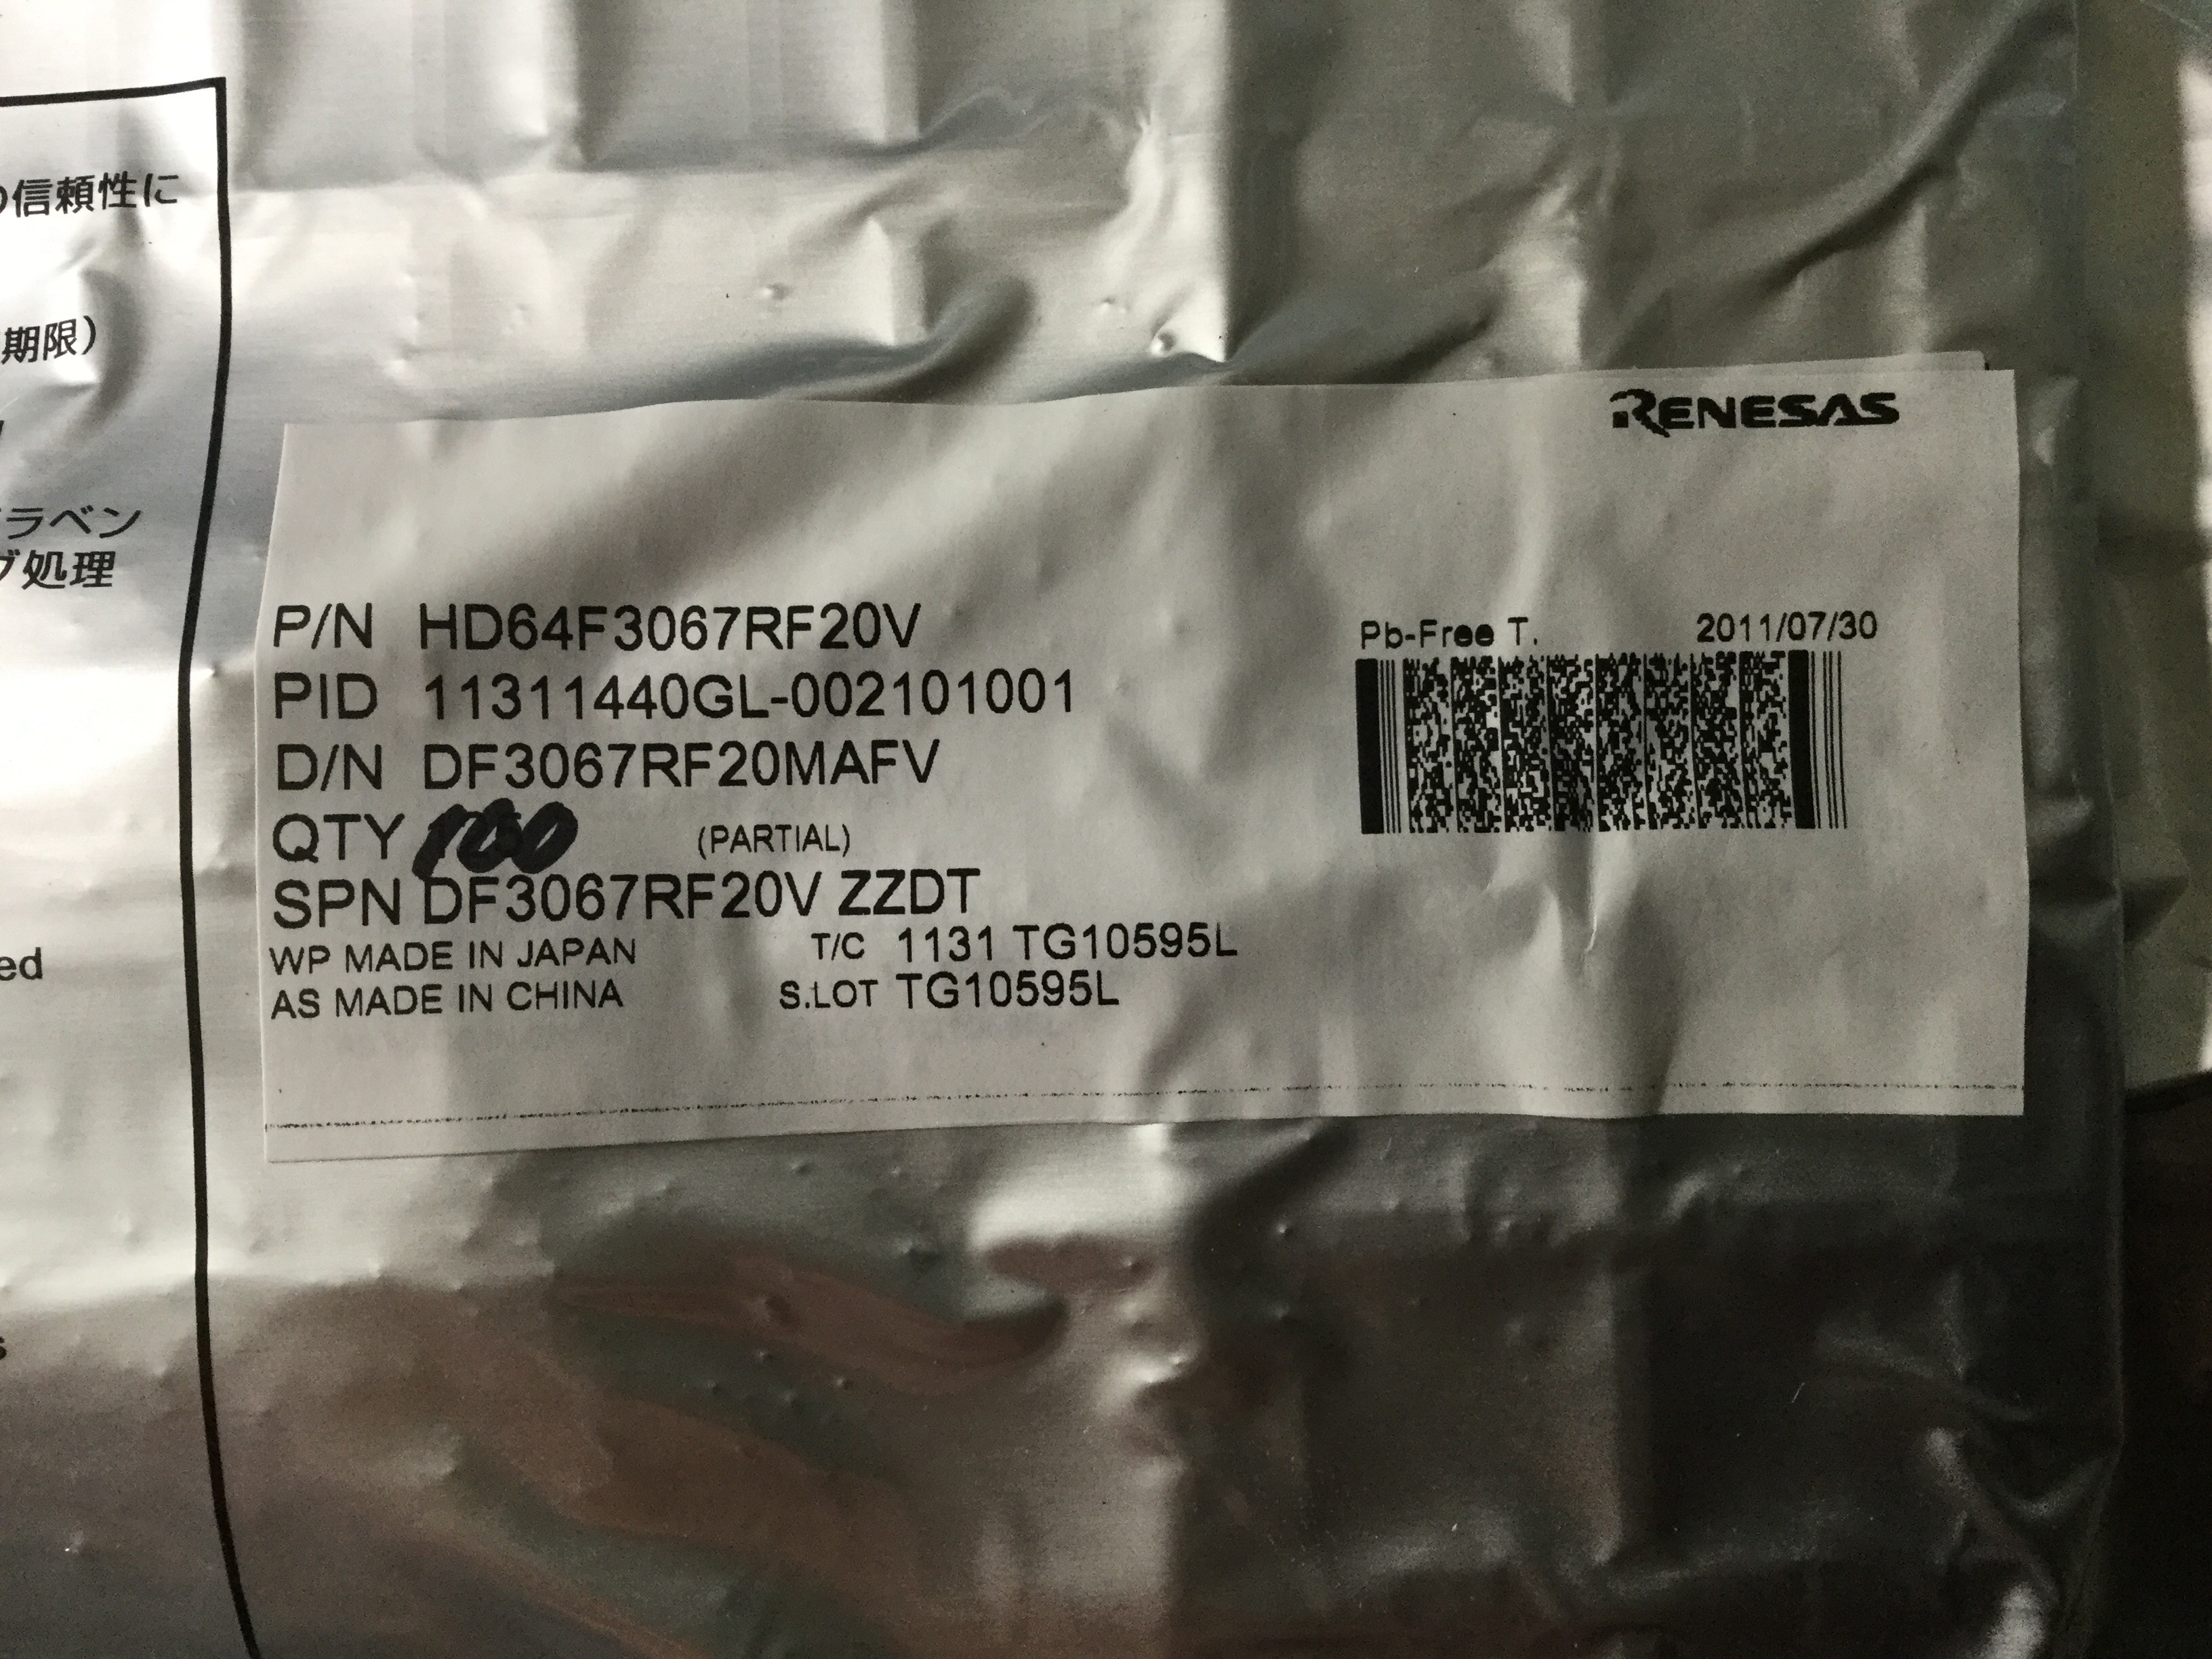 の信頼性に
期限）
ラベン
グ処理
ed
s
RENESAS
P/N HD64F3067RF20V
PID 11311440GL-002101001
D/N DF3067RF20MAFV
QTY 100 (PARTIAL)
SPN DF3067RF20V ZZDT
WP MADE IN JAPAN T/C 1131 TG10595L
AS MADE IN CHINA S.LOT TG10595L
Pb-Free T. 2011/07/30